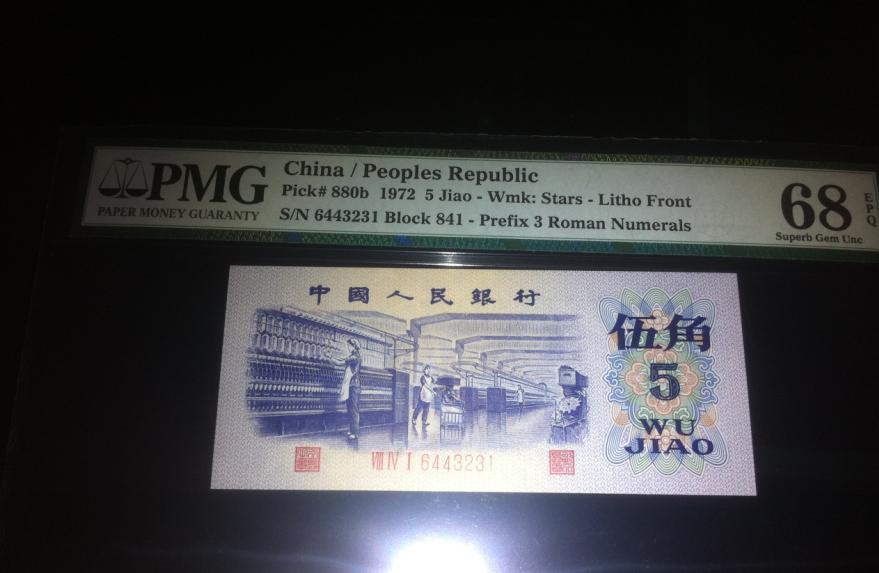 PMG
PAPER MONEY GUARANTY
China / Peoples Republic
Pick# 880b 1972 5 Jiao - Wmk: Stars - Litho Front
S/N 6443231 Block 841 - Prefix 3 Roman Numerals
68
EPQ
Superb Gem Unc
中國人民銀行
伍角
5
WU
JIAO
VIII IV I 6443231